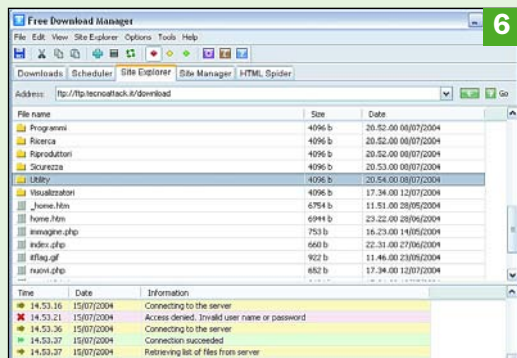 Free Download Manager
6
File Edit View Site Explorer Options Tools Help
Downloads Scheduler Site Explorer Site Manager HTML Spider
Address: ftp://ftp.tecnoattack.it/download Go
File name Size Date
Programmi 4096 b 20.52.00 08/07/2004
Ricerca 4096 b 20.52.00 08/07/2004
Riproduttori 4096 b 20.52.00 08/07/2004
Sicurezza 4096 b 20.53.00 08/07/2004
Utility 4096 b 20.54.00 08/07/2004
Visualizzatori 4096 b 17.34.00 12/07/2004
_home.htm 6754 b 11.51.00 28/05/2004
home.htm 6944 b 23.22.00 28/06/2004
immagine.php 753 b 16.23.00 14/05/2004
index.php 660 b 22.31.00 27/06/2004
itflag.gif 922 b 11.46.00 23/05/2004
nuovi.php 682 b 17.34.00 12/07/2004
Time Date Information
14.53.16 15/07/2004 Connecting to the server
14.53.21 15/07/2004 Access denied. Invalid user name or password
14.53.36 15/07/2004 Connecting to the server
14.53.37 15/07/2004 Connection succeeded
14.53.37 15/07/2004 Retrieving list of files from server